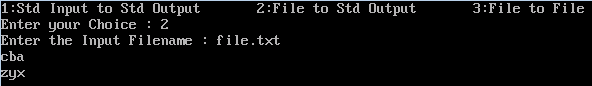 1:Std Input to Std Output 2:File to Std Output 3:File to File
Enter your Choice : 2
Enter the Input Filename : file.txt
cba
zyx